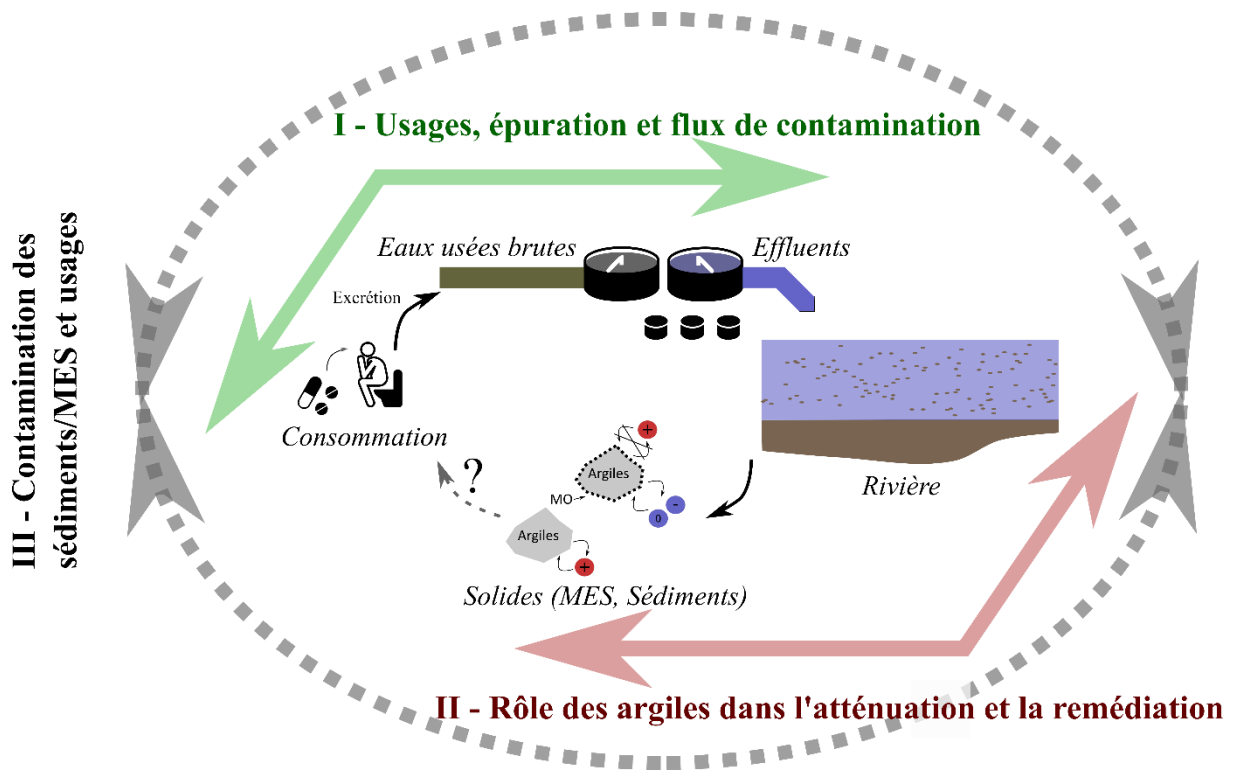 I - Usages, épuration et flux de contamination
III - Contamination des
sédiments/MES et usages
Eaux usées brutes
Effluents
Excrétion
Consommation
?
+
Argiles
MO
-
0
Argiles
+
Rivière
Solides (MES, Sédiments)
II - Rôle des argiles dans l'atténuation et la remédiation